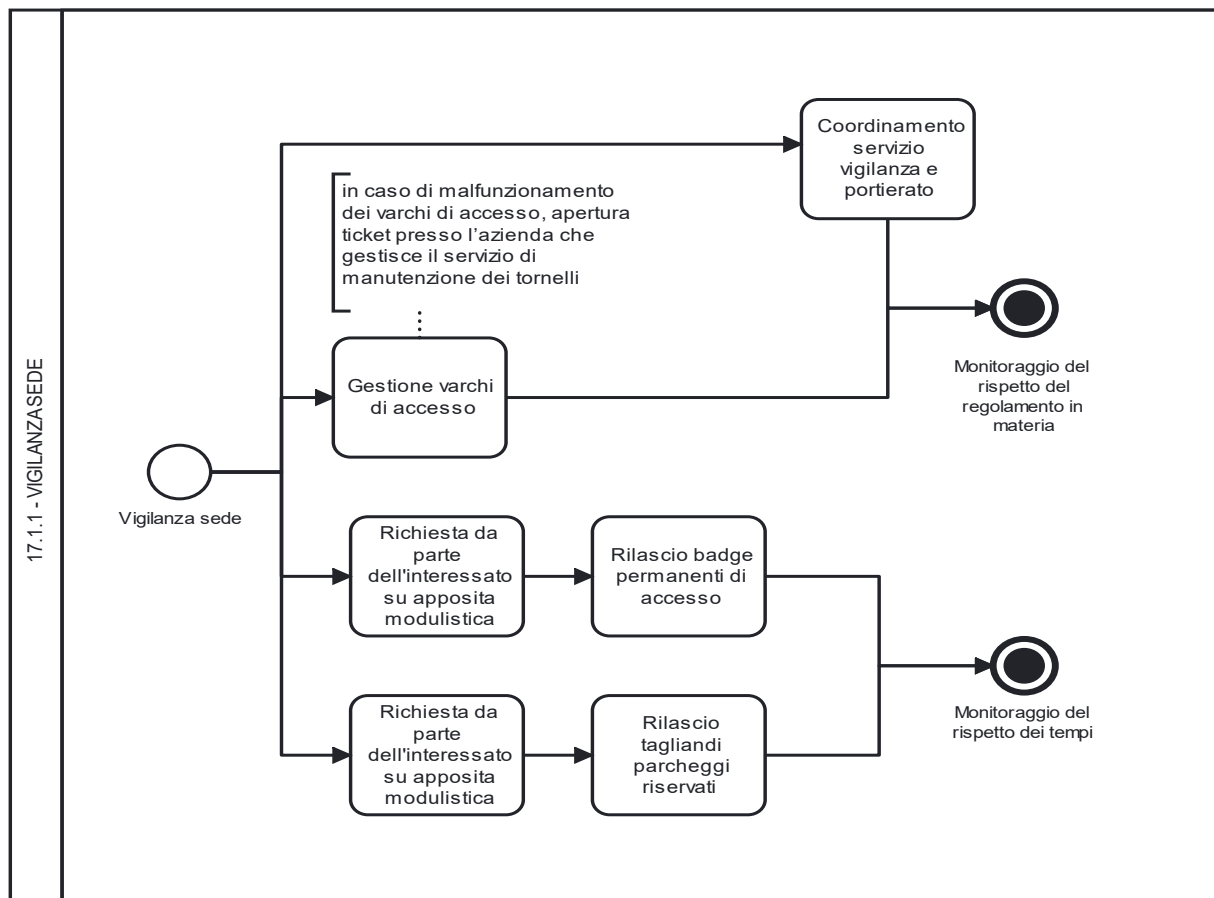 17.1.1 - VIGILANZA SEDE
Coordinamento
servizio
vigilanza e
portierato
in caso di malfunzionamento
dei varchi di accesso, apertura
ticket presso l'azienda che
gestisce il servizio di
manutenzione dei tornelli
Gestione varchi
di accesso
Monitoraggio del
rispetto del
regolamento in
materia
Vigilanza sede
Richiesta da
parte
dell'interessato
su apposita
modulistica
Rilascio badge
permanenti di
accesso
Richiesta da
parte
dell'interessato
su apposita
modulistica
Rilascio
tagliandi
parcheggi
riservati
Monitoraggio del
rispetto dei tempi